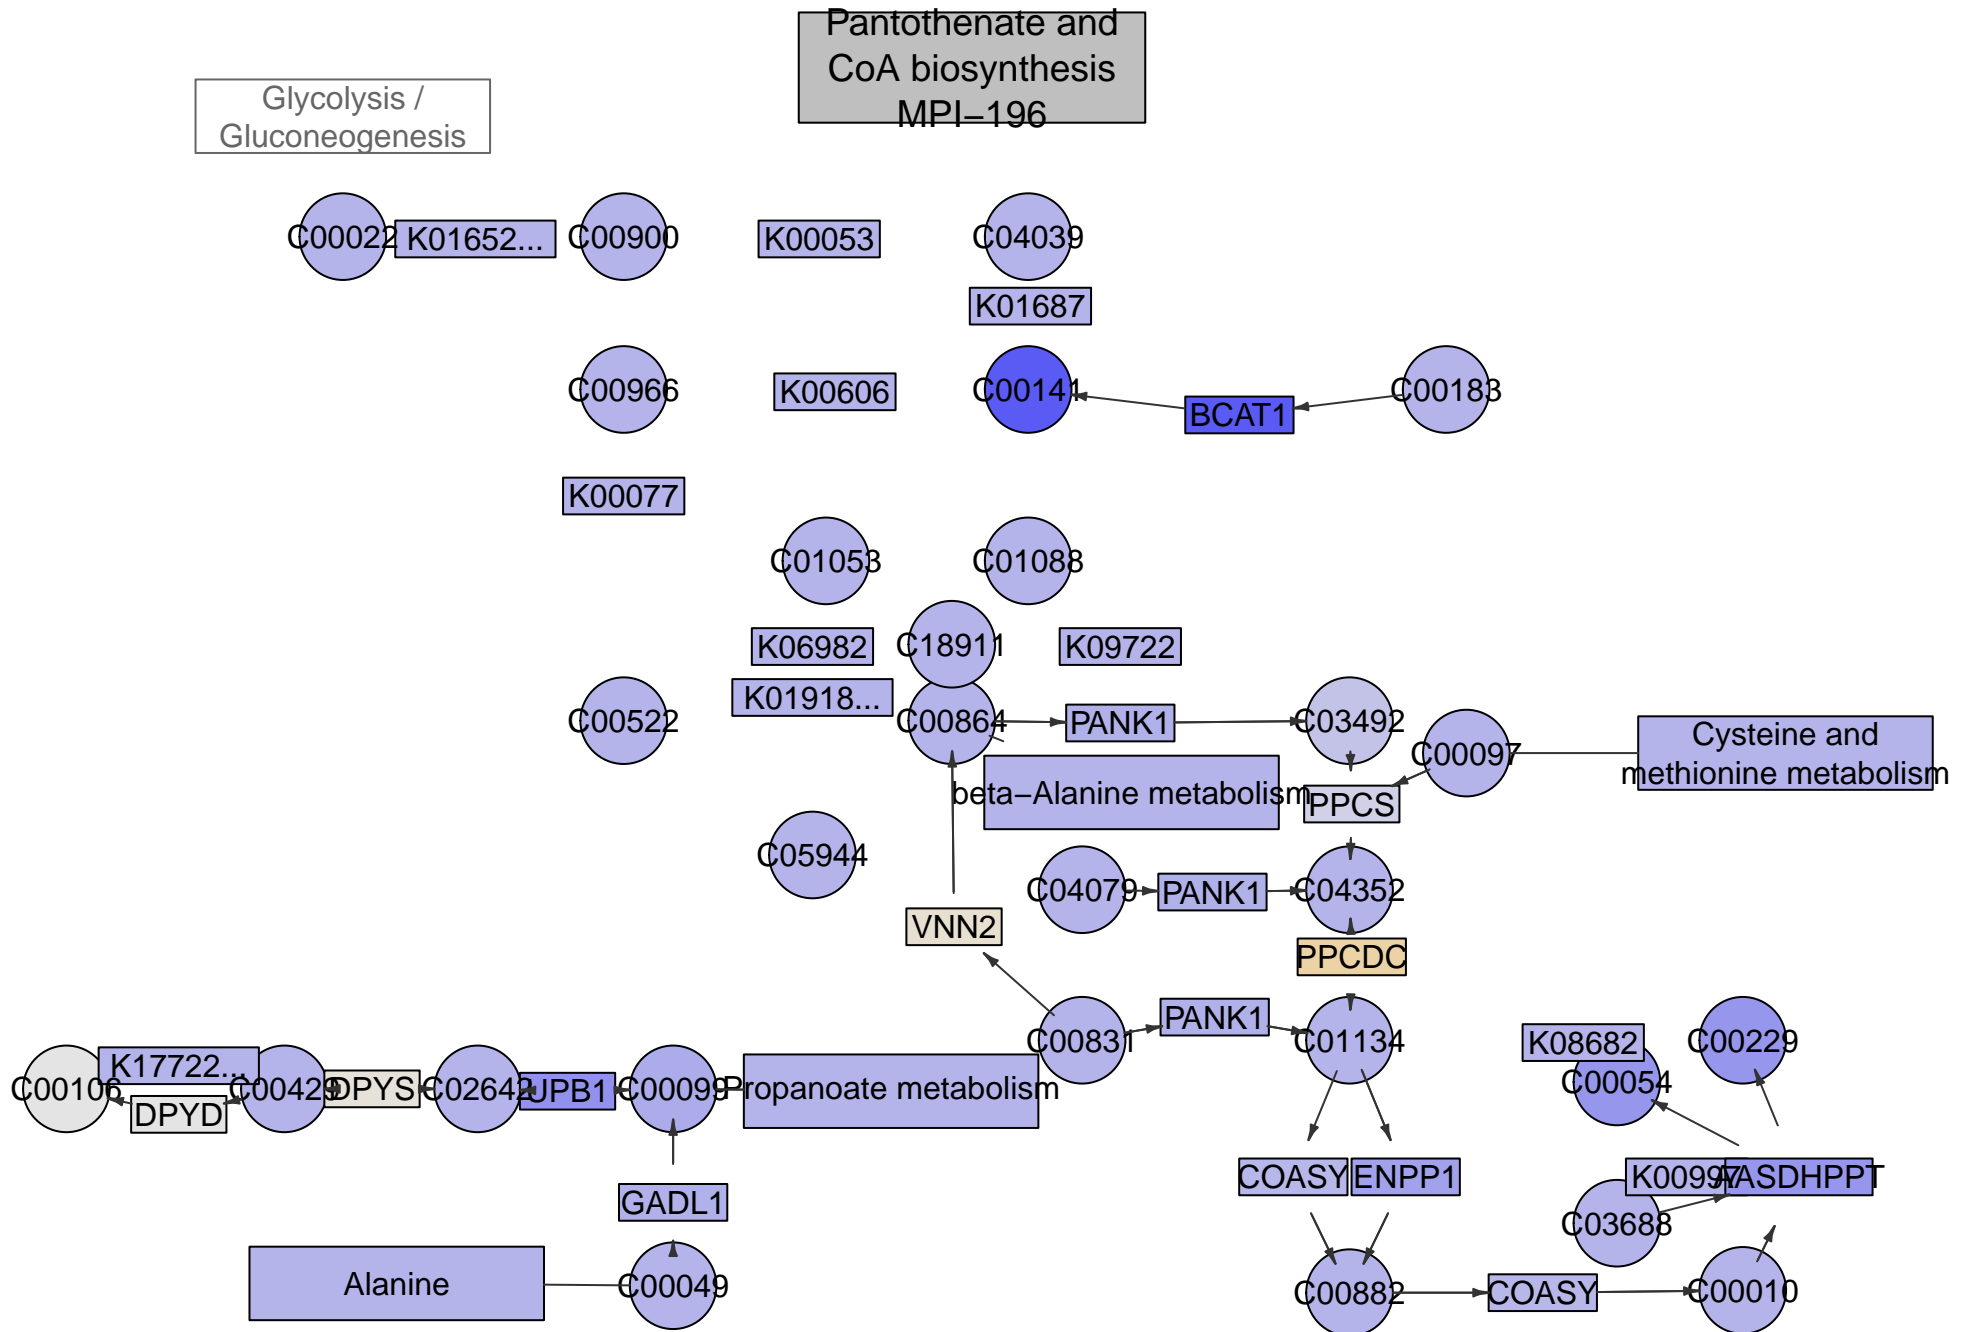 Pantothenate and
CoA biosynthesis
MPI−196
Glycolysis /
Gluconeogenesis
C00022
K01652...
C00900
K00053
C04039
K01687
C00966
K00606
C00141
BCAT1
C00183
K00077
C01053
C01088
K06982
C18911
K09722
K01918...
C00522
C00864
PANK1
C03492
C00097
Cysteine and
methionine metabolism
beta−Alanine metabolism
PPCS
C05944
C04079
PANK1
C04352
VNN2
PPCDC
C00831
PANK1
C01134
K08682
C00229
C00054
C00106
K17722...
DPYD
C00429
DPYS
C02642
UPB1
C00099
Propanoate metabolism
GADL1
COASY
ENPP1
K00997
AASDHPPT
C03688
Alanine
C00049
C00882
COASY
C00010